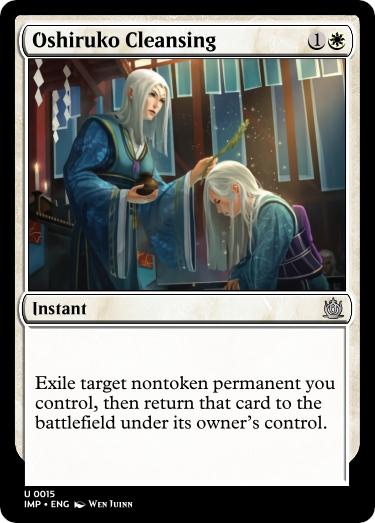 Oshiruko Cleansing 1
Instant
Exile target nontoken permanent you
control, then return that card to the
battlefield under its owner's control.
U 0015
IMP • ENG Wen Juinn